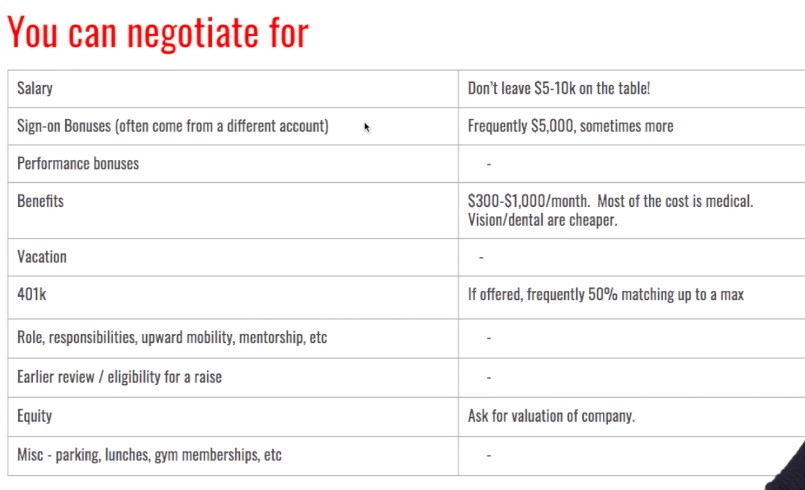 You can negotiate for
Salary
Don't leave $5-10k on the table!
Sign-on Bonuses (often come from a different account)
Frequently $5,000, sometimes more
Performance bonuses
-
Benefits
$300-$1,000/month. Most of the cost is medical.
Vision/dental are cheaper.
Vacation
-
401k
If offered, frequently 50% matching up to a max
Role, responsibilities, upward mobility, mentorship, etc
-
Earlier review / eligibility for a raise
-
Equity
Ask for valuation of company.
Misc - parking, lunches, gym memberships, etc
-